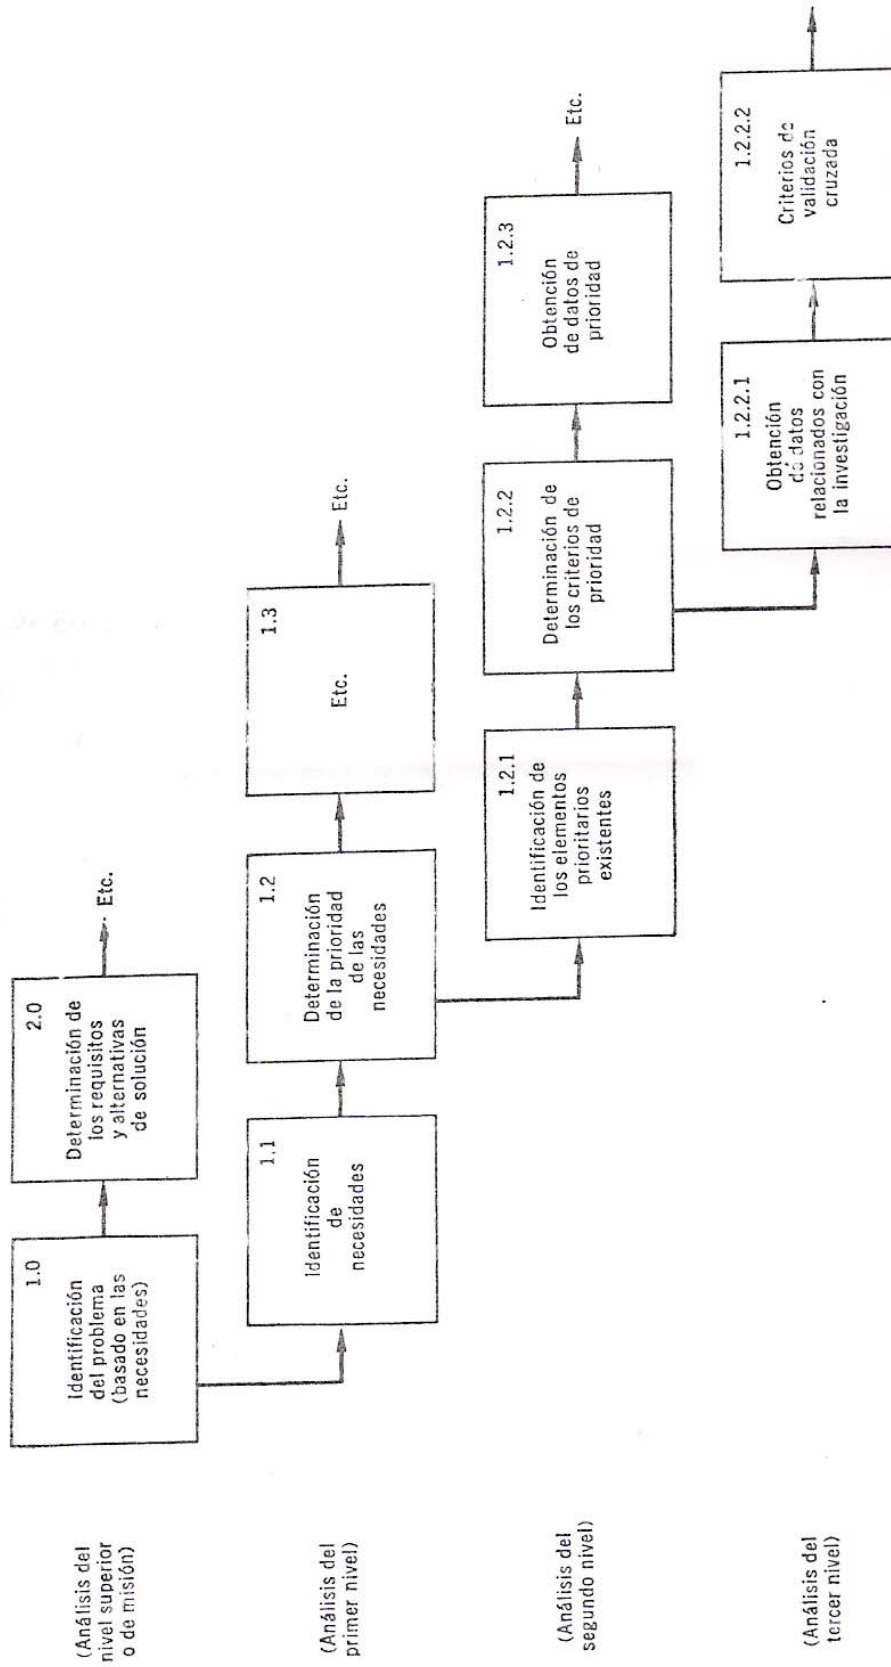 (Análisis del
nivel superior
o de misión)
1.0
Identificación
del problema
(basado en las
necesidades)
2.0
Determinación de
los requisitos
y alternativas
de solución
Etc.
(Análisis del
primer nivel)
1.1
Identificación
de
necesidades
1.2
Determinación
de la prioridad
de las
necesidades
1.3
Etc.
Etc.
(Análisis del
segundo nivel)
1.2.1
Identificación de
los elementos
prioritarios
existentes
1.2.2
Determinación de
los criterios de
prioridad
1.2.3
Obtención
de datos de
prioridad
Etc.
(Análisis del
tercer nivel)
1.2.2.1
Obtención
de datos
relacionados con
la investigación
1.2.2.2
Criterios de
validación
cruzada